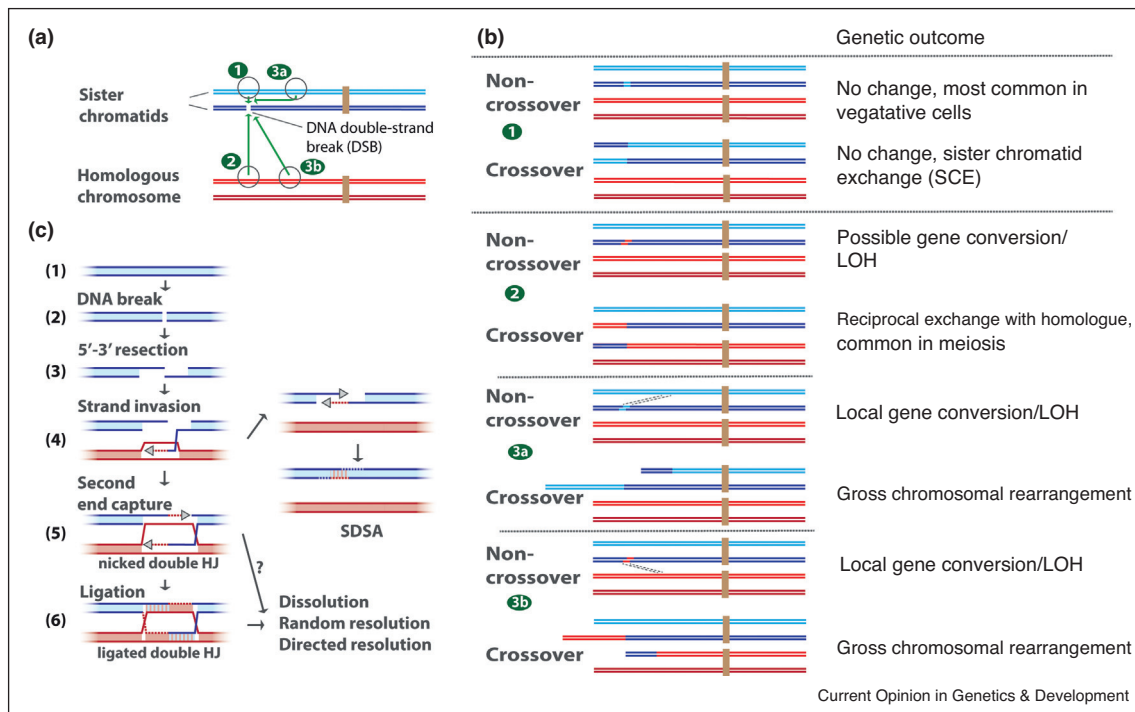 (a)
1
3a
Sister
chromatids
DNA double-strand
break (DSB)
2
3b
Homologous
chromosome
(c)
(1)
DNA break
(2)
5'-3' resection
(3)
Strand invasion
(4)
Second
end capture
(5)
nicked double HJ
Ligation
(6)
ligated double HJ
SDSA
?
Dissolution
Random resolution
Directed resolution
(b)
Genetic outcome
Non-
crossover
1
No change, most common in
vegatative cells
Crossover
No change, sister chromatid
exchange (SCE)
Non-
crossover
2
Possible gene conversion/
LOH
Crossover
Reciprocal exchange with homologue,
common in meiosis
Non-
crossover
3a
Local gene conversion/LOH
Crossover
Gross chromosomal rearrangement
Non-
crossover
3b
Local gene conversion/LOH
Crossover
Gross chromosomal rearrangement
Current Opinion in Genetics & Development